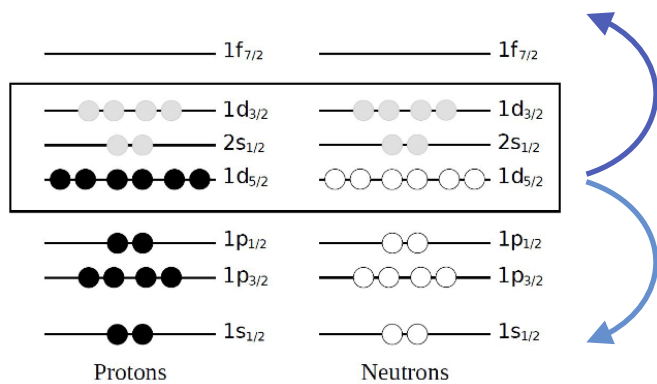 1f7/2 1f7/2
1d3/2 1d3/2
2s1/2 2s1/2
1d5/2 1d5/2
1p1/2 1p1/2
1p3/2 1p3/2
1s1/2 1s1/2
Protons Neutrons